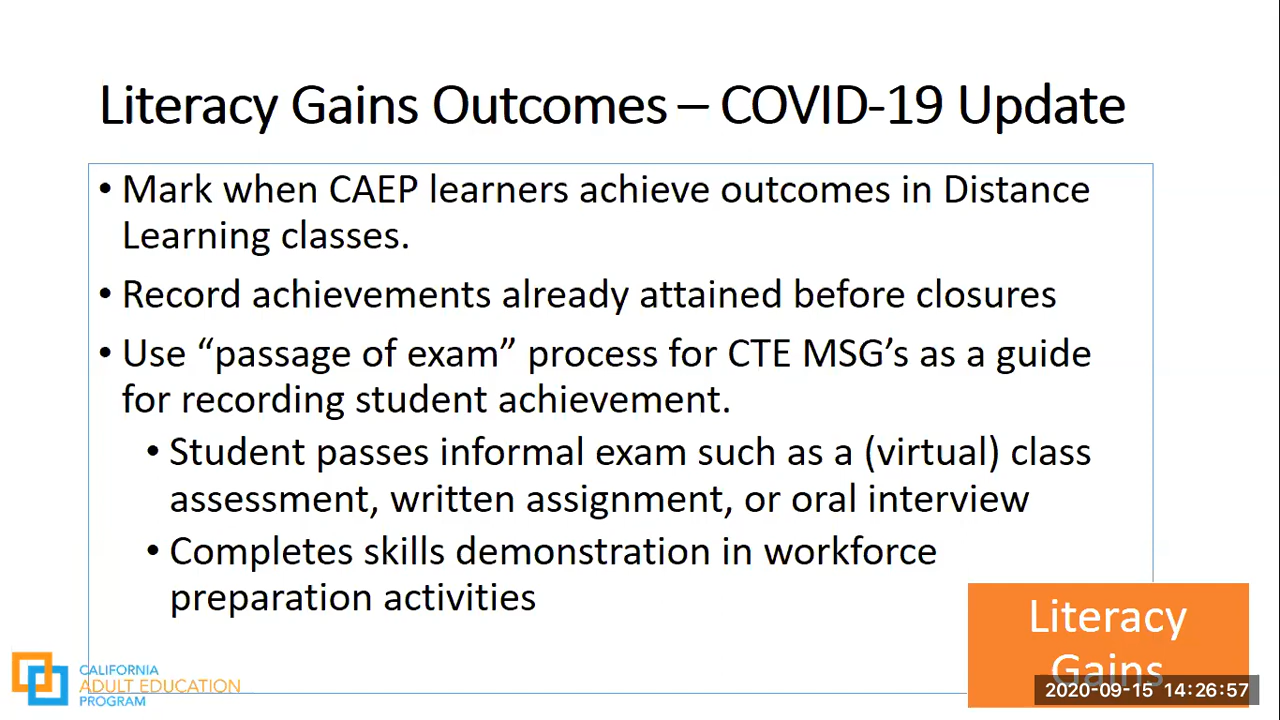 Literacy Gains Outcomes – COVID-19 Update
• Mark when CAEP learners achieve outcomes in Distance
Learning classes.
• Record achievements already attained before closures
• Use “passage of exam” process for CTE MSG’s as a guide
for recording student achievement.
• Student passes informal exam such as a (virtual) class
assessment, written assignment, or oral interview
• Completes skills demonstration in workforce
preparation activities
Literacy
Gains
2020-09-15 14:26:57
CALIFORNIA
ADULT EDUCATION
PROGRAM